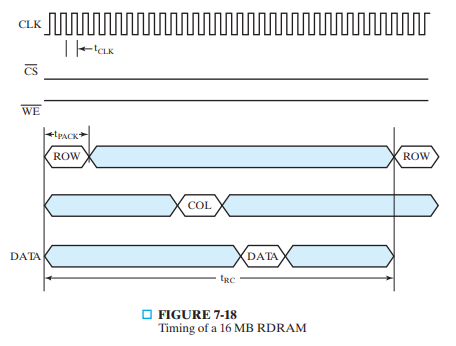 CLK
tCLK
CS
WE
tPACK
ROW
ROW
COL
DATA
DATA
tRC
FIGURE 7-18
Timing of a 16 MB RDRAM